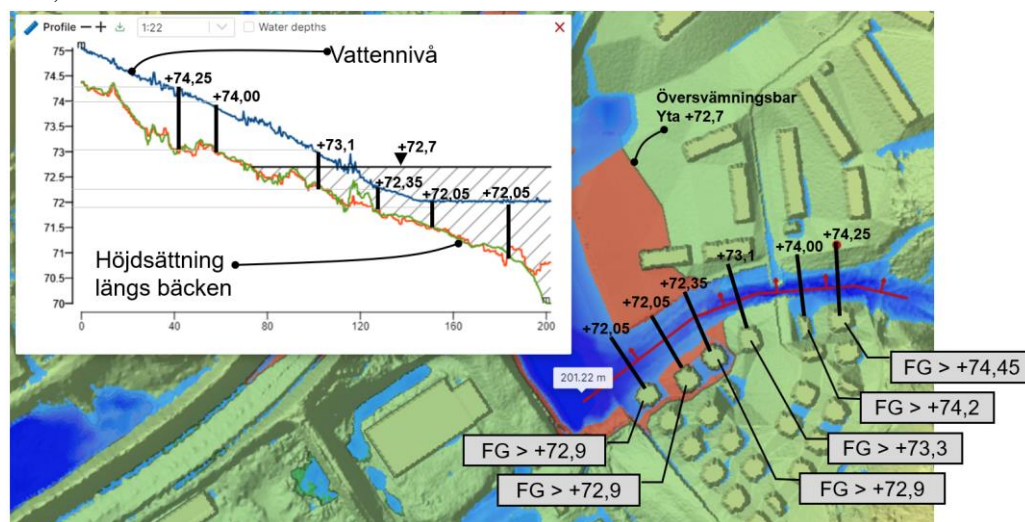 Profile
1:22
Water depths
75
74.5
74
73.5
73
72.5
72
71.5
71
70.5
70
0
40
80
120
160
200
Vattennivå
+74,25
+74,00
+73,1
+72,7
+72,35
+72,05
+72,05
Höjdsättning
längs bäcken
Översvämningsbar
Yta +72,7
+74,25
+74,00
+73,1
+72,35
+72,05
+72,05
201.22 m
FG > +74,45
FG > +74,2
FG > +73,3
FG > +72,9
FG > +72,9
FG > +72,9